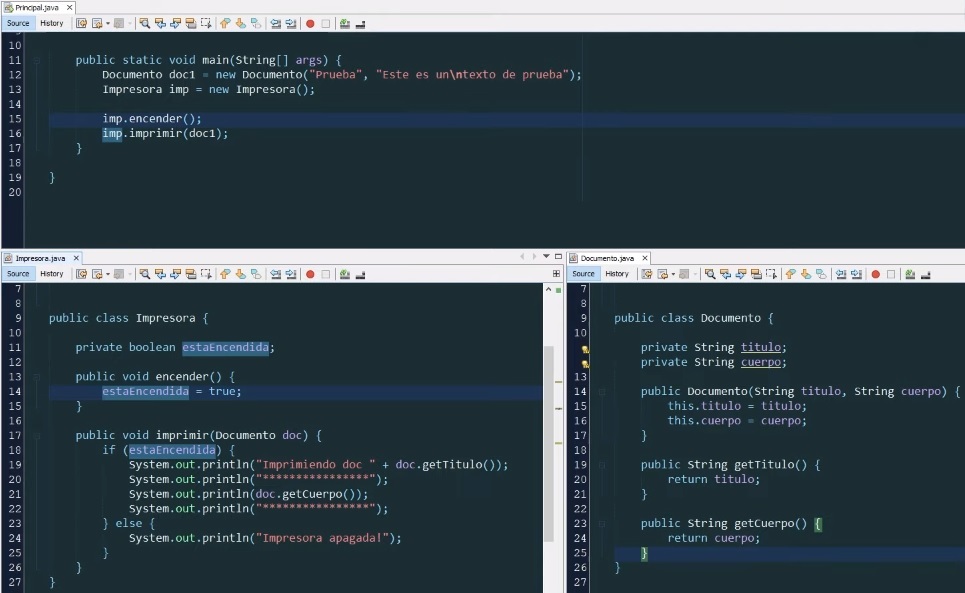 Principal.java
Source History
10
11 public static void main(String[] args) {
12 Documento doc1 = new Documento("Prueba", "Este es un\ntexto de prueba");
13 Impresora imp = new Impresora();
14
15 imp.encender();
16 imp.imprimir(doc1);
17 }
18
19 }
20
Impresora.java
Source History
7
8
9 public class Impresora {
10
11 private boolean estaEncendida;
12
13 public void encender() {
14 estaEncendida = true;
15 }
16
17 public void imprimir(Documento doc) {
18 if (estaEncendida) {
19 System.out.println("Imprimiendo doc " + doc.getTitulo());
20 System.out.println("****************");
21 System.out.println(doc.getCuerpo());
22 System.out.println("****************");
23 } else {
24 System.out.println("Impresora apagada!");
25 }
26 }
27 }
Documento.java
Source History
7
8
9 public class Documento {
10
private String titulo;
private String cuerpo;
13
14 public Documento(String titulo, String cuerpo) {
15 this.titulo = titulo;
16 this.cuerpo = cuerpo;
17 }
18
19 public String getTitulo() {
20 return titulo;
21 }
22
23 public String getCuerpo() {
24 return cuerpo;
25 }
26 }
27